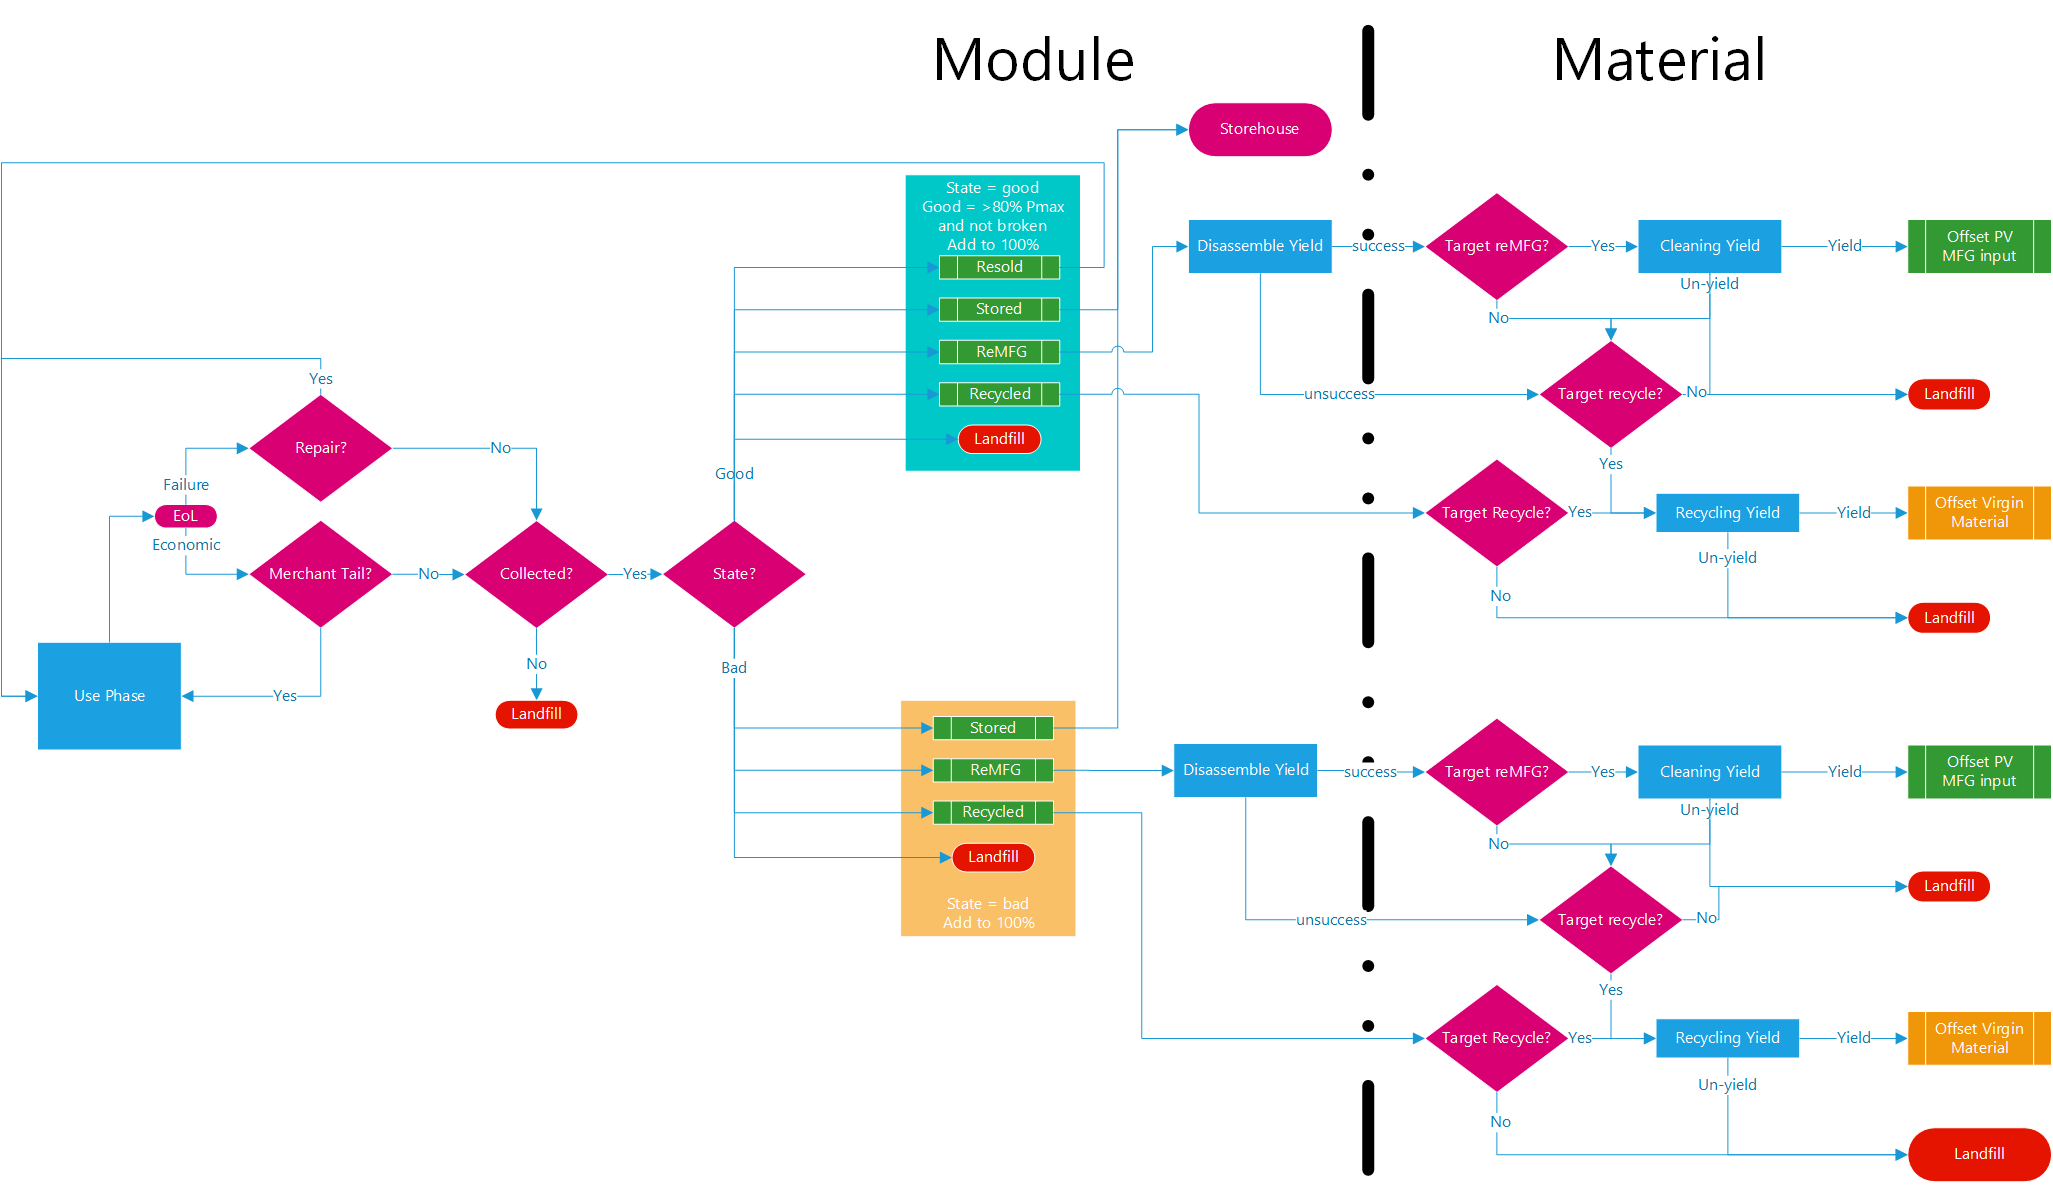 Module
Material
Storehouse
State = good
Good = >80% Pmax
and not broken
Add to 100%
Resold
Stored
ReMFG
Recycled
Landfill
Disassemble Yield
success
unsuccess
Target reMFG?
Yes
Cleaning Yield
Yield
Offset PV
MFG input
Un-yield
No
Target recycle?
No
Landfill
Yes
Target Recycle?
Yes
Recycling Yield
Yield
Offset Virgin
Material
Un-yield
No
Landfill
Yes
Repair?
No
Failure
EoL
Economic
Merchant Tail?
No
Collected?
Yes
State?
Good
Bad
No
Landfill
Use Phase
Yes
Stored
ReMFG
Recycled
Landfill
State = bad
Add to 100%
Disassemble Yield
success
unsuccess
Target reMFG?
Yes
Cleaning Yield
Yield
Offset PV
MFG input
Un-yield
No
Target recycle?
No
Landfill
Yes
Target Recycle?
Yes
Recycling Yield
Yield
Offset Virgin
Material
Un-yield
No
Landfill